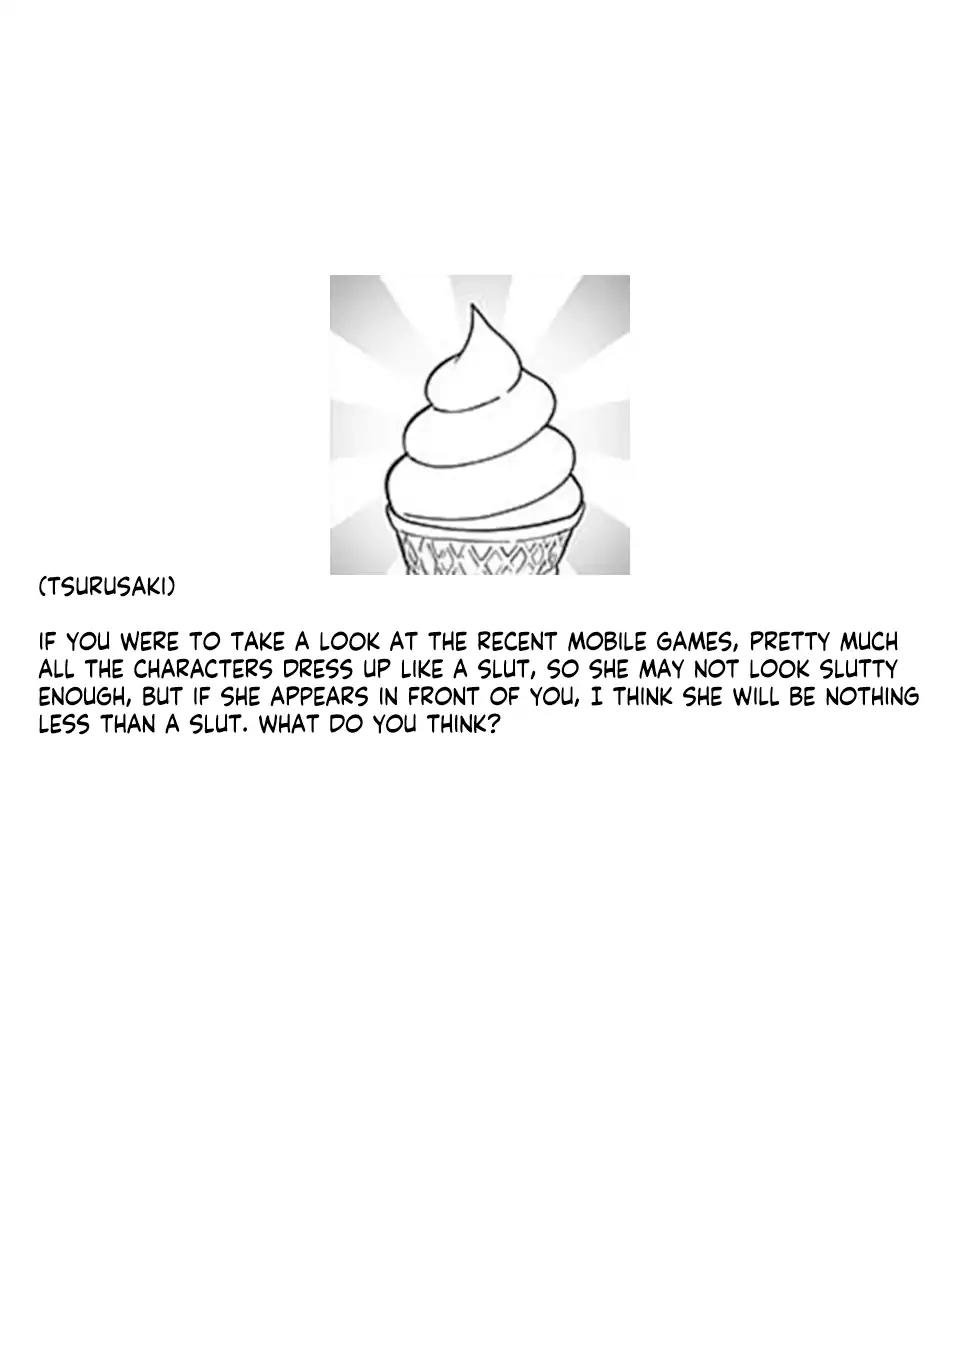 (TSURUSAKI)
IF YOU WERE TO TAKE A LOOK AT THE RECENT MOBILE GAMES, PRETTY MUCH
ALL THE CHARACTERS DRESS UP LIKE A SLUT, SO SHE MAY NOT LOOK SLUTTY
ENOUGH, BUT IF SHE APPEARS IN FRONT OF YOU, I THINK SHE WILL BE NOTHING
LESS THAN A SLUT. WHAT DO YOU THINK?